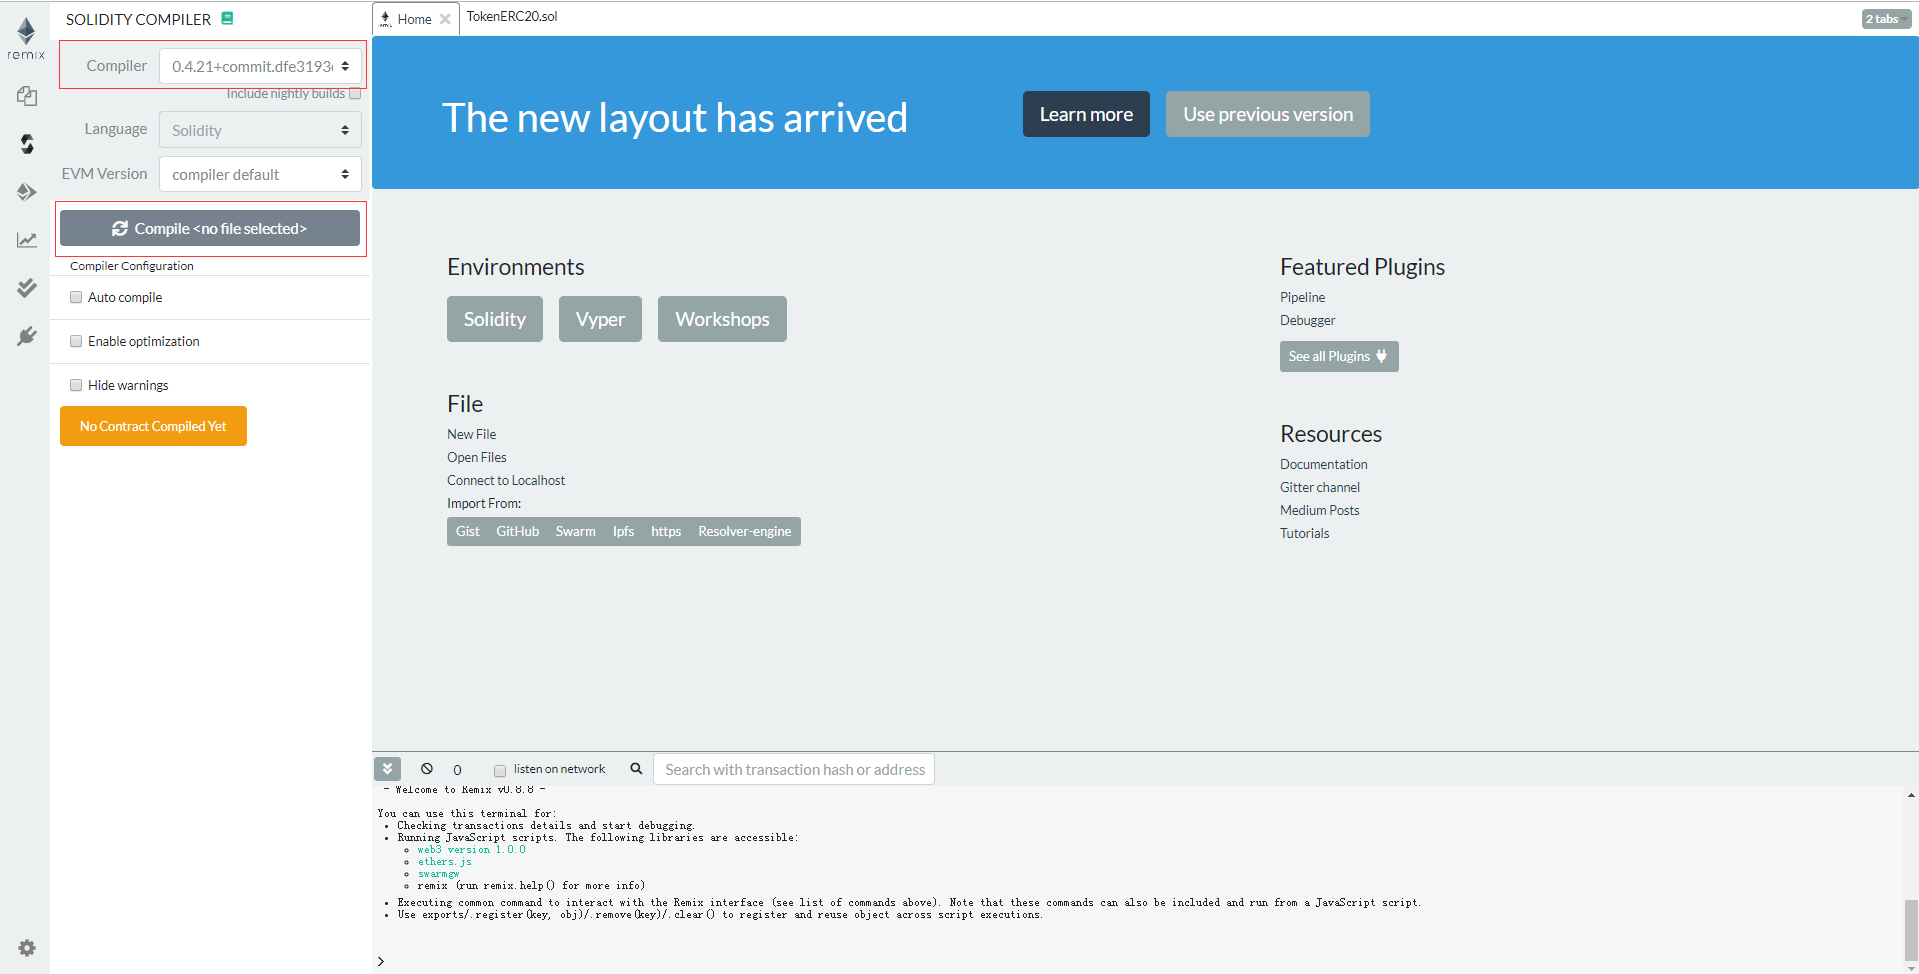 SOLIDITY COMPILER
remix
Compiler
0.4.21+commit.dfe3193
Include nightly builds
Language
Solidity
EVM Version
compiler default
Compile <no file selected>
Compiler Configuration
Auto compile
Enable optimization
Hide warnings
No Contract Compiled Yet
Home
TokenERC20.sol
2 tabs
The new layout has arrived
Learn more
Use previous version
Environments
Solidity
Vyper
Workshops
File
New File
Open Files
Connect to Localhost
Import From:
Gist GitHub Swarm Ipfs https Resolver-engine
Featured Plugins
Pipeline
Debugger
See all Plugins
Resources
Documentation
Gitter channel
Medium Posts
Tutorials
0
listen on network
Search with transaction hash or address
- Welcome to Remix v0.8.8 -
You can use this terminal for:
• Checking transactions details and start debugging.
• Running JavaScript scripts. The following libraries are accessible:
◦ web3 version 1.0.0
◦ ethers.js
◦ swarmgw
◦ remix (run remix.help() for more info)
• Executing common command to interact with the Remix interface (see list of commands above). Note that these commands can also be included and run from a JavaScript script.
• Use exports/.register(key, obj)/.remove(key)/.clear() to register and reuse object across script executions.
>